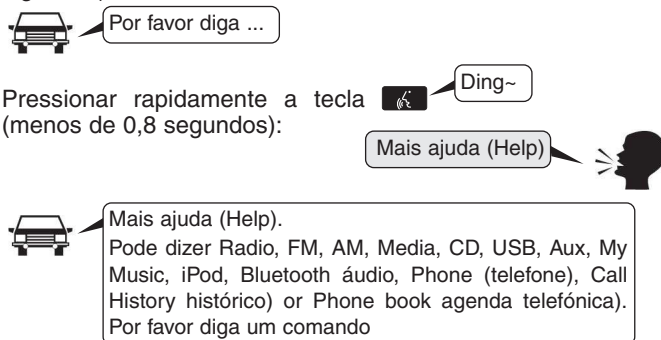 Por favor diga ...
Ding~
Pressionar rapidamente a tecla
(menos de 0,8 segundos):
Mais ajuda (Help)
Mais ajuda (Help).
Pode dizer Radio, FM, AM, Media, CD, USB, Aux, My
Music, iPod, Bluetooth áudio, Phone (telefone), Call
History histórico) or Phone book agenda telefónica).
Por favor diga um comando